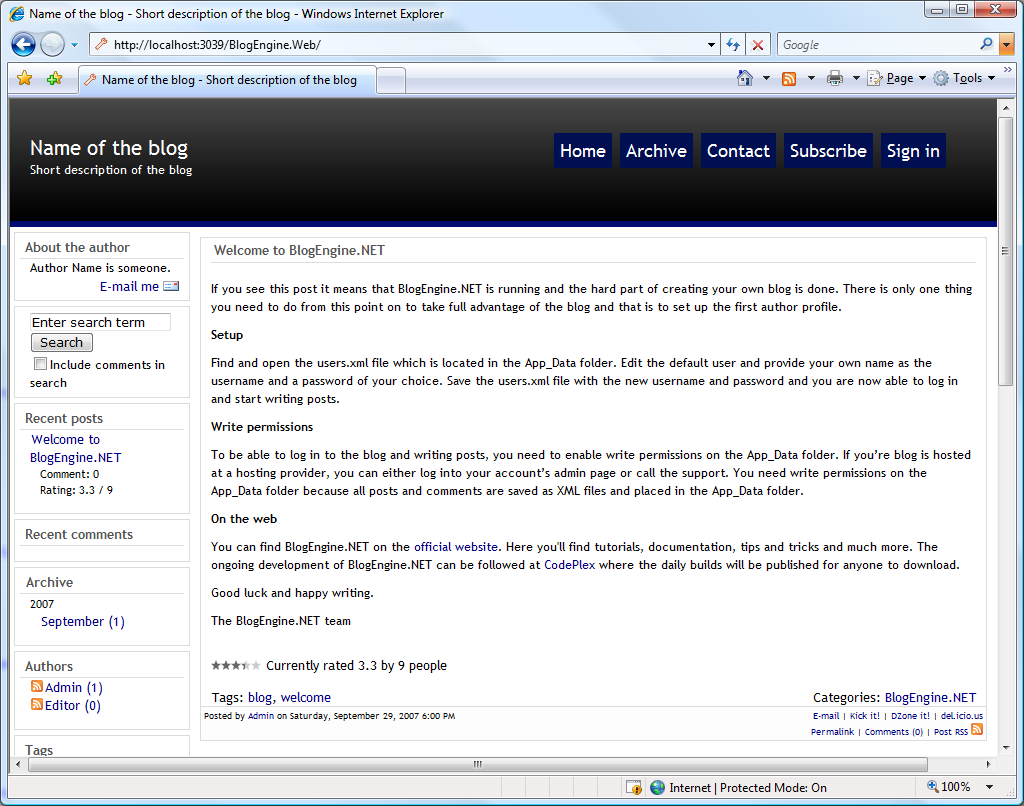 Name of the blog - Short description of the blog - Windows Internet Explorer
http://localhost:3039/BlogEngine.Web/
Google
Name of the blog - Short description of the blog
Page
Tools
Name of the blog
Short description of the blog
Home Archive Contact Subscribe Sign in
About the author
Author Name is someone.
E-mail me
Enter search term
Search
Include comments in
search
Recent posts
Welcome to
BlogEngine.NET
Comment: 0
Rating: 3.3 / 9
Recent comments
Archive
2007
September (1)
Authors
Admin (1)
Editor (0)
Tags
Welcome to BlogEngine.NET
If you see this post it means that BlogEngine.NET is running and the hard part of creating your own blog is done. There is only one thing
you need to do from this point on to take full advantage of the blog and that is to set up the first author profile.
Setup
Find and open the users.xml file which is located in the App_Data folder. Edit the default user and provide your own name as the
username and a password of your choice. Save the users.xml file with the new username and password and you are now able to log in
and start writing posts.
Write permissions
To be able to log in to the blog and writing posts, you need to enable write permissions on the App_Data folder. If you’re blog is hosted
at a hosting provider, you can either log into your account’s admin page or call the support. You need write permissions on the
App_Data folder because all posts and comments are saved as XML files and placed in the App_Data folder.
On the web
You can find BlogEngine.NET on the official website. Here you'll find tutorials, documentation, tips and tricks and much more. The
ongoing development of BlogEngine.NET can be followed at CodePlex where the daily builds will be published for anyone to download.
Good luck and happy writing.
The BlogEngine.NET team
Currently rated 3.3 by 9 people
Tags: blog, welcome
Categories: BlogEngine.NET
Posted by Admin on Saturday, September 29, 2007 6:00 PM
E-mail | Kick it! | DZone it! | del.icio.us
Permalink | Comments (0) | Post RSS
Internet | Protected Mode: On
100%